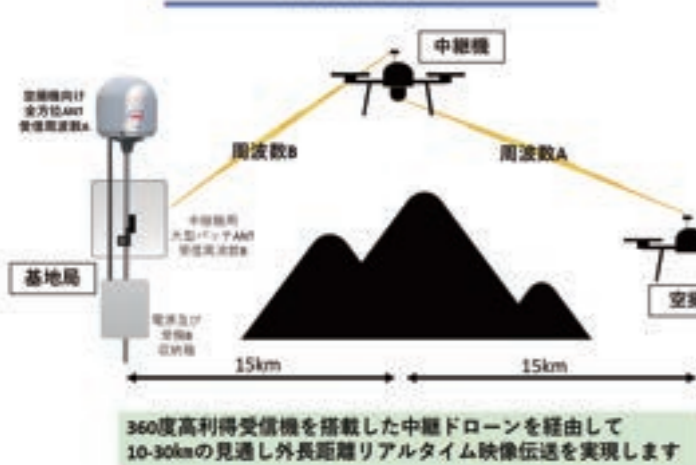 中継機
空撮機向け
全方位ANT
受信周波数A
周波数B
周波数A
中継機用
大型パッチANT
受信周波数B
基地局
空撮
電源及び
受信機
収納箱
15km
15km
360度高利得受信機を搭載した中継ドローンを経由して
10-30kmの見通し外長距離リアルタイム映像伝送を実現します